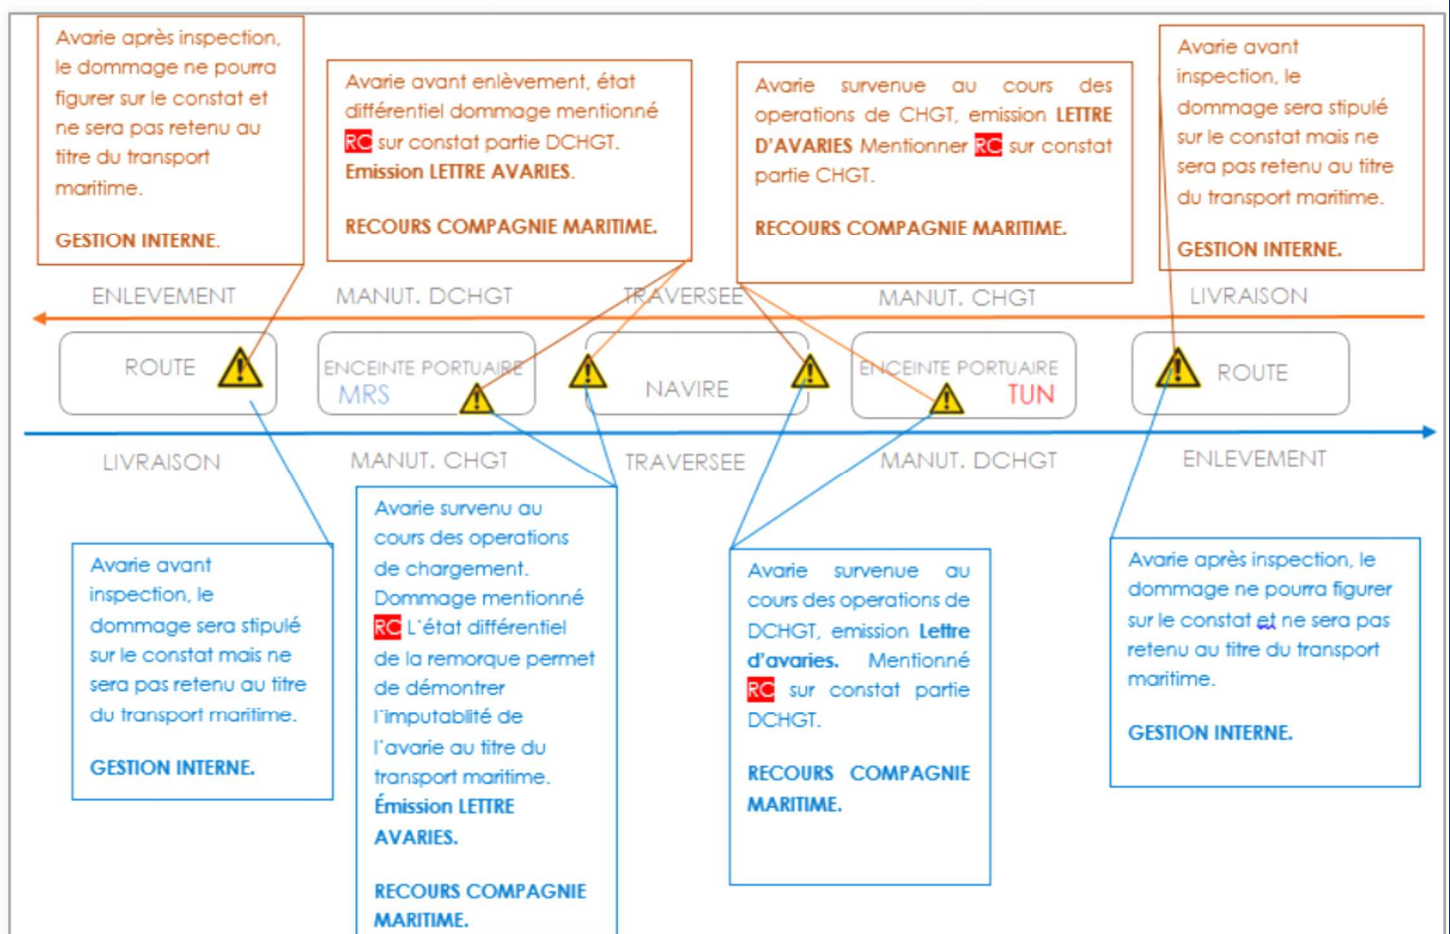 Avarie après inspection,
le dommage ne pourra
figurer sur le constat et
ne sera pas retenu au
titre du transport
maritime.
GESTION INTERNE.
Avarie avant enlèvement, état
différentiel dommage mentionné
RC sur constat partie DCHGT.
Emission LETTRE AVARIES.
RECOURS COMPAGNIE MARITIME.
Avarie survenue au cours des
operations de CHGT, emission LETTRE
D'AVARIES Mentionner RC sur constat
partie CHGT.
RECOURS COMPAGNIE MARITIME.
Avarie avant
inspection, le
dommage sera stipulé
sur le constat mais ne
sera pas retenu au titre
du transport maritime.
GESTION INTERNE.
ENLEVEMENT
MANUT. DCHGT
TRAVERSEE
MANUT. CHGT
LIVRAISON
ROUTE
ENCEINTE PORTUAIRE
MRS
NAVIRE
ENCEINTE PORTUAIRE
TUN
ROUTE
LIVRAISON
MANUT. CHGT
TRAVERSEE
MANUT. DCHGT
ENLEVEMENT
Avarie avant
inspection, le
dommage sera stipulé
sur le constat mais ne
sera pas retenu au titre
du transport maritime.
GESTION INTERNE.
Avarie survenu au
cours des operations
de chargement.
Dommage mentionné
RC L'état différentiel
de la remorque permet
de démontrer
l'imputablité de
l'avarie au titre du
transport maritime.
Émission LETTRE
AVARIES.
RECOURS COMPAGNIE
MARITIME.
Avarie survenue au
cours des operations de
DCHGT, emission Lettre
d'avaries. Mentionné
RC sur constat partie
DCHGT.
RECOURS COMPAGNIE
MARITIME.
Avarie après inspection, le
dommage ne pourra figurer
sur le constat et ne sera pas
retenu au titre du transport
maritime.
GESTION INTERNE.